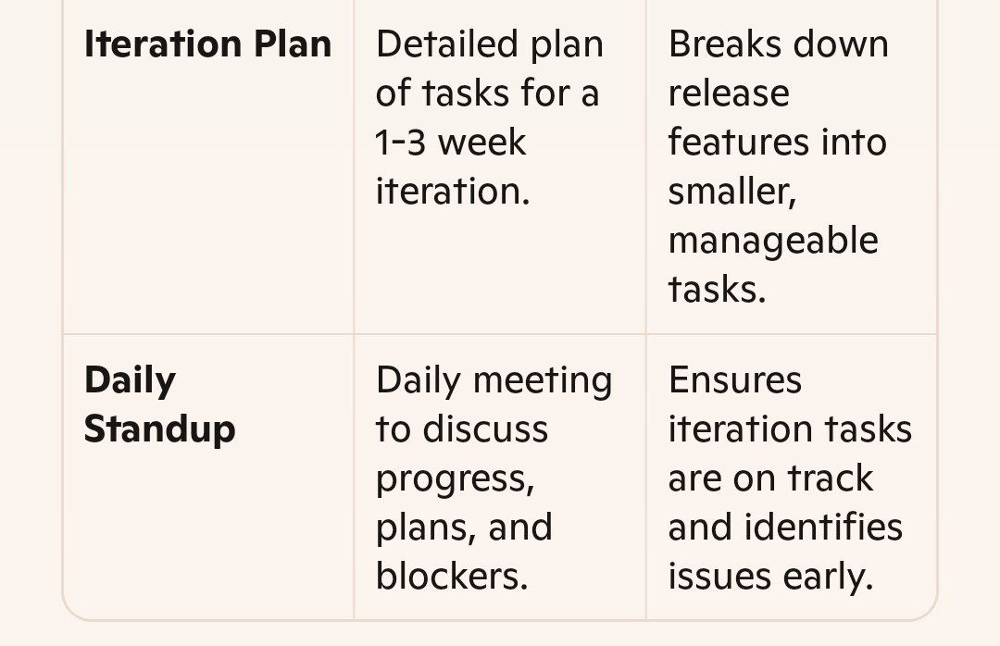 Iteration Plan
Detailed plan
of tasks for a
1-3 week
iteration.
Breaks down
release
features into
smaller,
manageable
tasks.
Daily
Standup
Daily meeting
to discuss
progress,
plans, and
blockers.
Ensures
iteration tasks
are on track
and identifies
issues early.